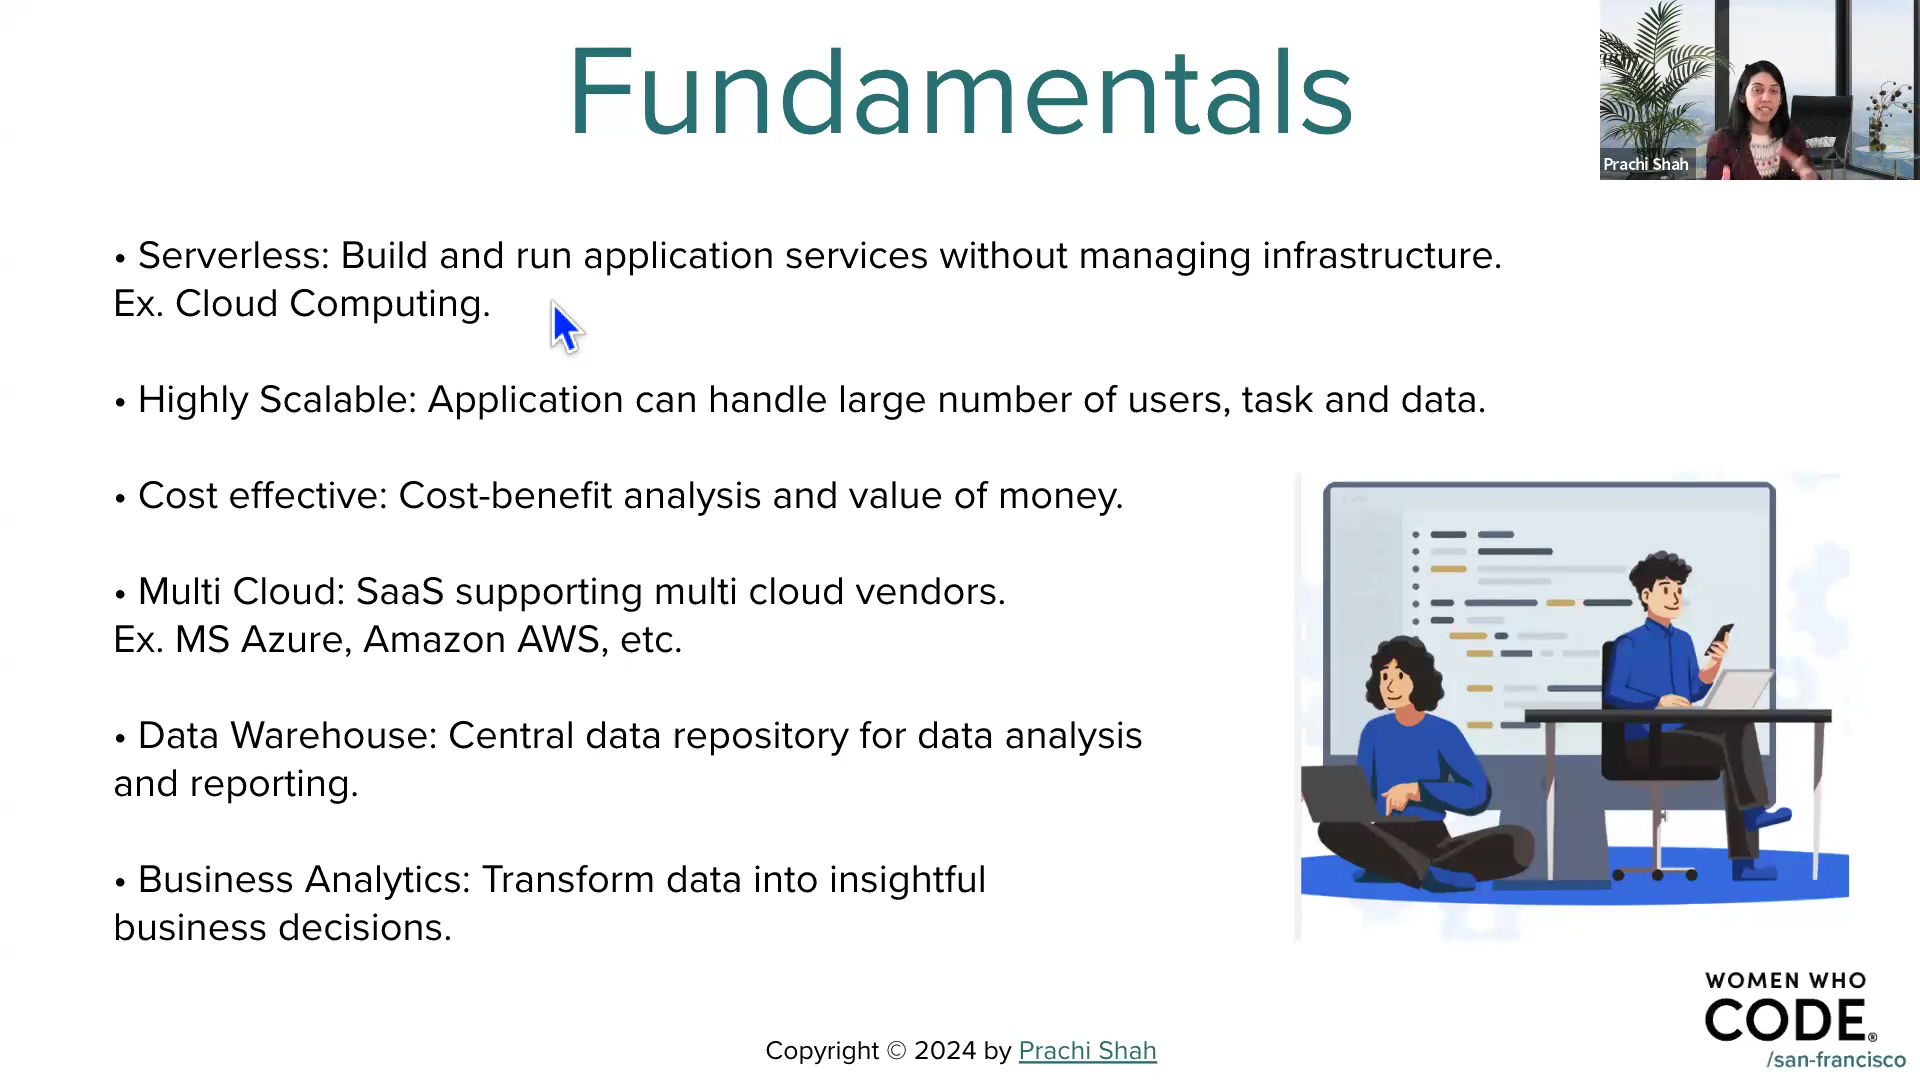 Fundamentals
Prachi Shah
• Serverless: Build and run application services without managing infrastructure.
Ex. Cloud Computing.
• Highly Scalable: Application can handle large number of users, task and data.
• Cost effective: Cost-benefit analysis and value of money.
• Multi Cloud: SaaS supporting multi cloud vendors.
Ex. MS Azure, Amazon AWS, etc.
• Data Warehouse: Central data repository for data analysis
and reporting.
• Business Analytics: Transform data into insightful
business decisions.
WOMEN WHO
CODE®
/san-francisco
Copyright © 2024 by Prachi Shah